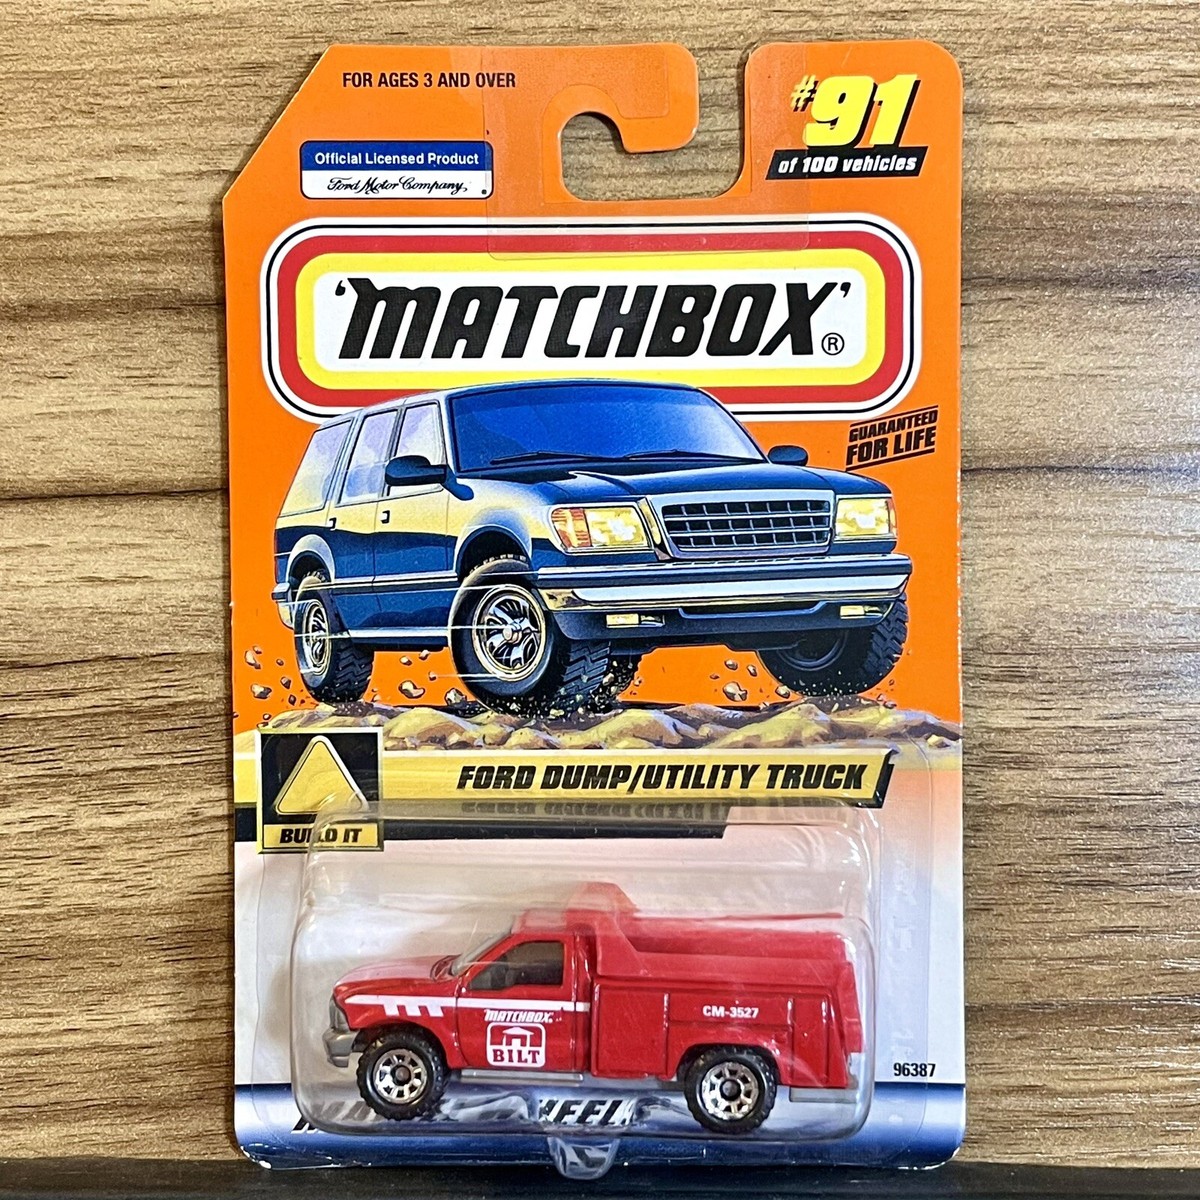 FOR AGES 3 AND OVER
#91
of 100 vehicles
Official Licensed Product
Ford Motor Company
'MATCHBOX'®
GUARANTEED
FOR LIFE
FORD DUMP/UTILITY TRUCK
BUILD IT
MATCHBOX
BILT
CM-3527
96387